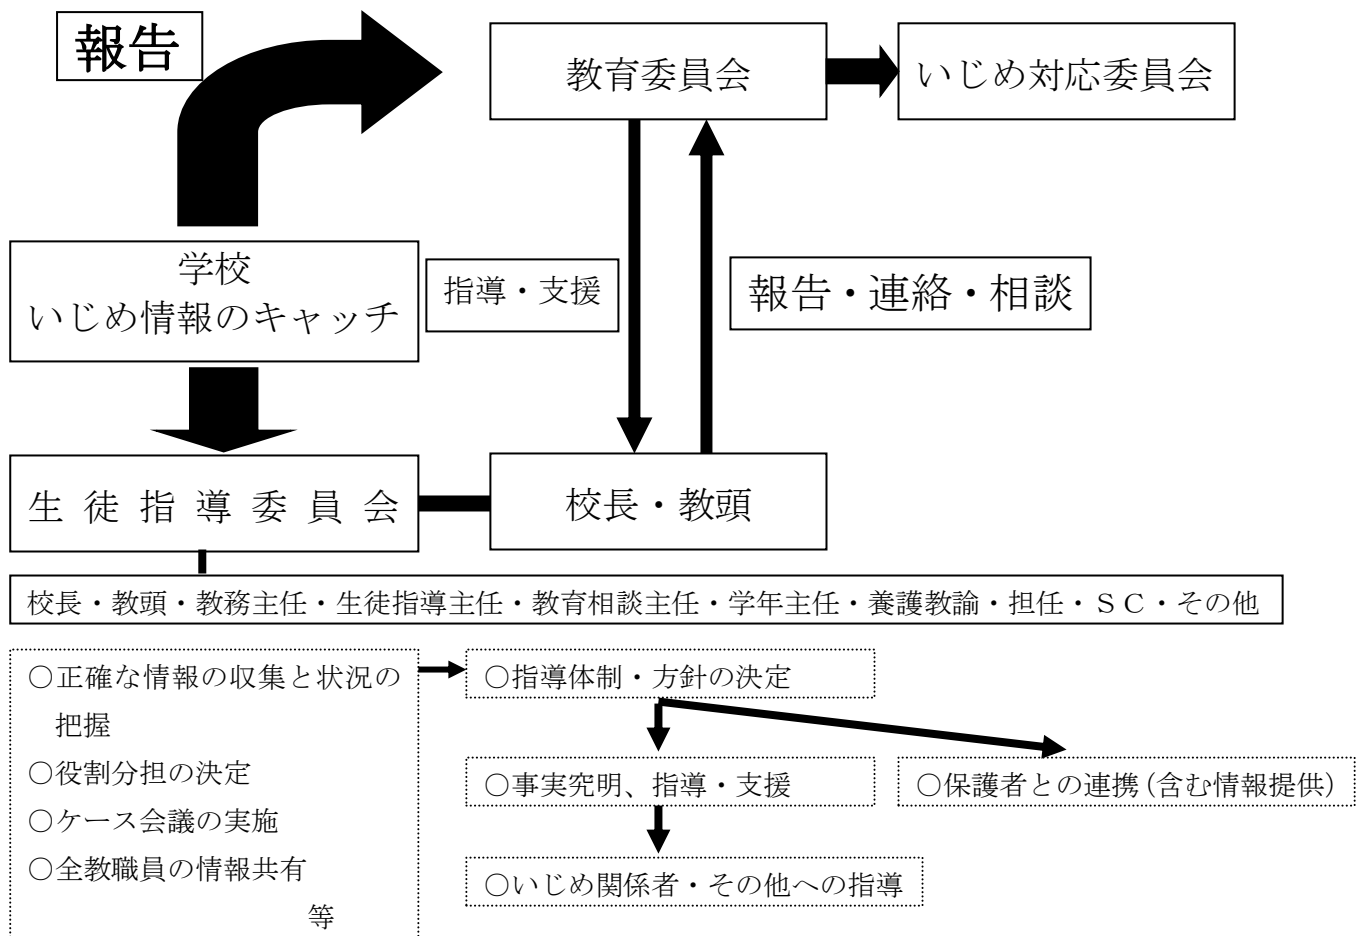 報告
教育委員会
いじめ対応委員会
学校
いじめ情報のキャッチ
指導・支援
報告・連絡・相談
生徒指導委員会
校長・教頭
校長・教頭・教務主任・生徒指導主任・教育相談主任・学年主任・養護教諭・担任・ＳＣ・その他
○正確な情報の収集と状況の
把握
○役割分担の決定
○ケース会議の実施
○全教職員の情報共有
等
○指導体制・方針の決定
○事実究明、指導・支援
○保護者との連携(含む情報提供)
○いじめ関係者・その他への指導